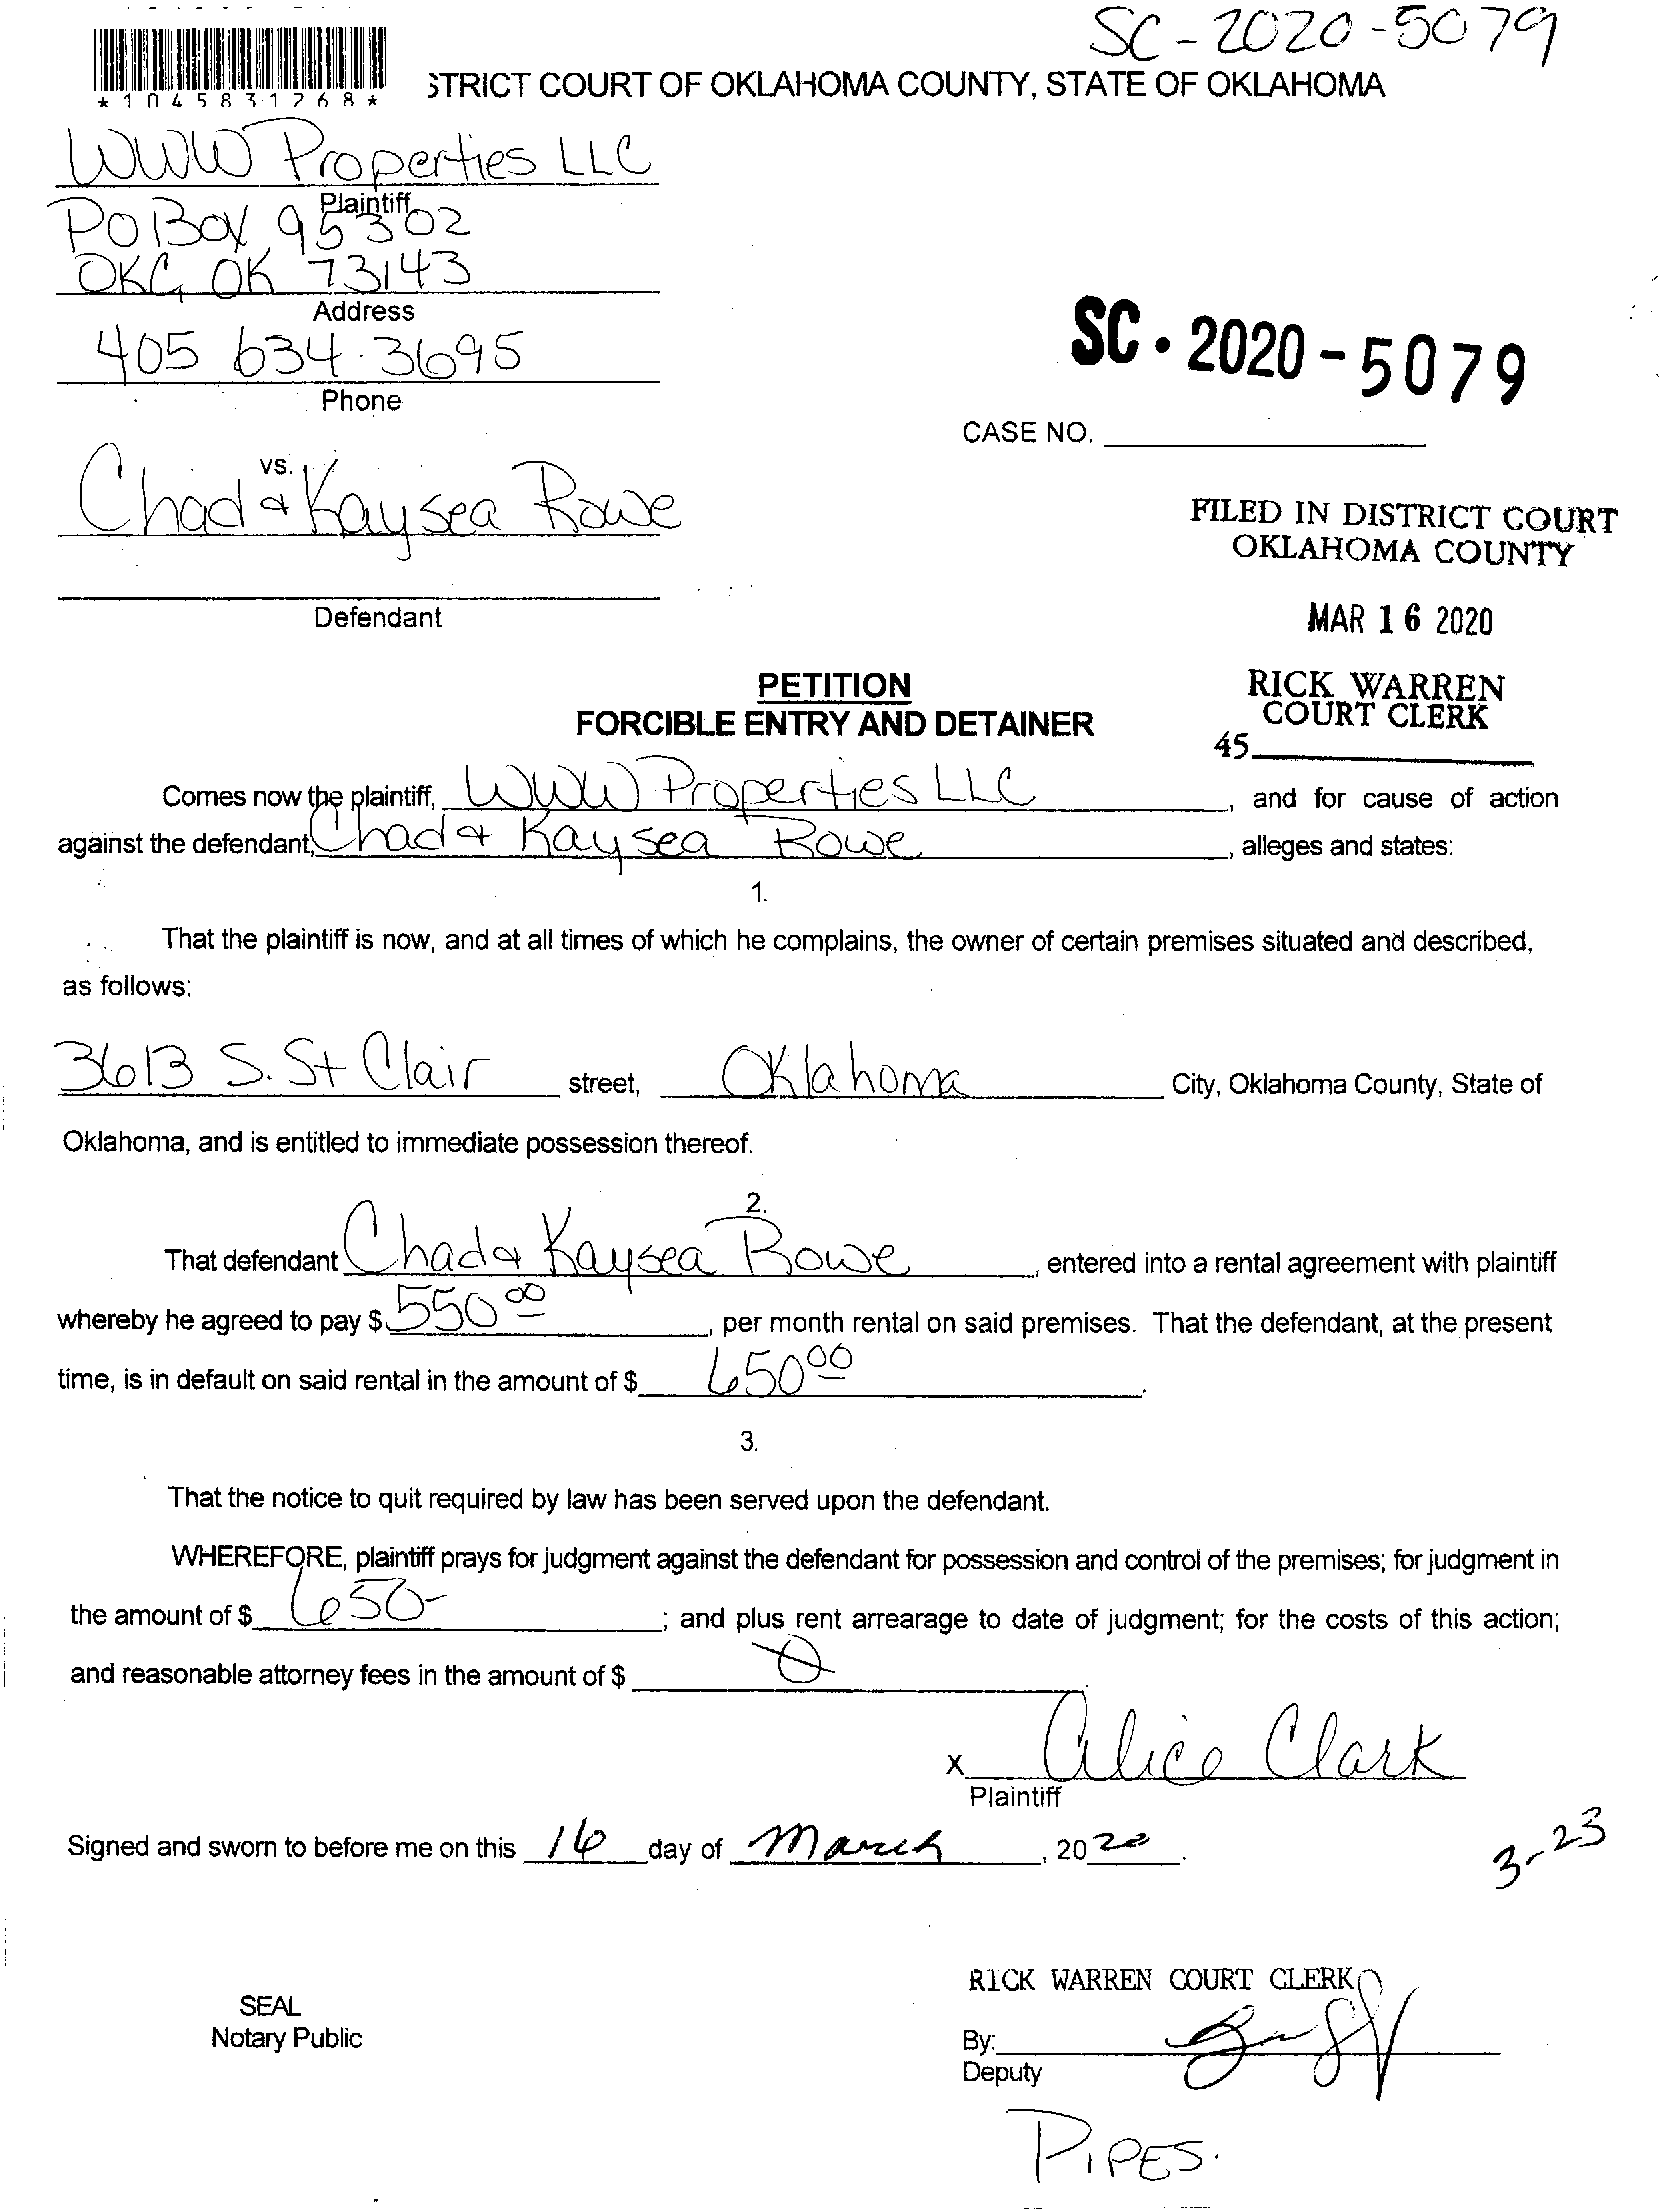 SC-2020-5079
*1045831268*
STRICT COURT OF OKLAHOMA COUNTY, STATE OF OKLAHOMA
WWW Properties LLC
Plaintiff
PO Box 95302
OKC, OK 73143
Address
405 634-3695
Phone
SC-2020-5079
CASE NO.
vs.
Chad & Kaysea Rowe
Defendant
FILED IN DISTRICT COURT
OKLAHOMA COUNTY
MAR 16 2020
RICK WARREN
COURT CLERK
45
PETITION
FORCIBLE ENTRY AND DETAINER
Comes now the plaintiff, WWW Properties LLC, and for cause of action
against the defendant, Chad & Kaysea Rowe, alleges and states:
1.
That the plaintiff is now, and at all times of which he complains, the owner of certain premises situated and described,
as follows:
3613 S. St Clair street, Oklahoma City, Oklahoma County, State of
Oklahoma, and is entitled to immediate possession thereof.
2.
That defendant Chad & Kaysea Rowe, entered into a rental agreement with plaintiff
whereby he agreed to pay $ 550 00, per month rental on said premises. That the defendant, at the present
time, is in default on said rental in the amount of $ 650 00.
3.
That the notice to quit required by law has been served upon the defendant.
WHEREFORE, plaintiff prays for judgment against the defendant for possession and control of the premises; for judgment in
the amount of $ 650-; and plus rent arrearage to date of judgment; for the costs of this action;
and reasonable attorney fees in the amount of $ 0
x Alice Clark
Plaintiff
Signed and sworn to before me on this 16 day of March, 2020.
3-23
RICK WARREN COURT CLERK
SEAL
Notary Public
By:
Deputy
PIPES.